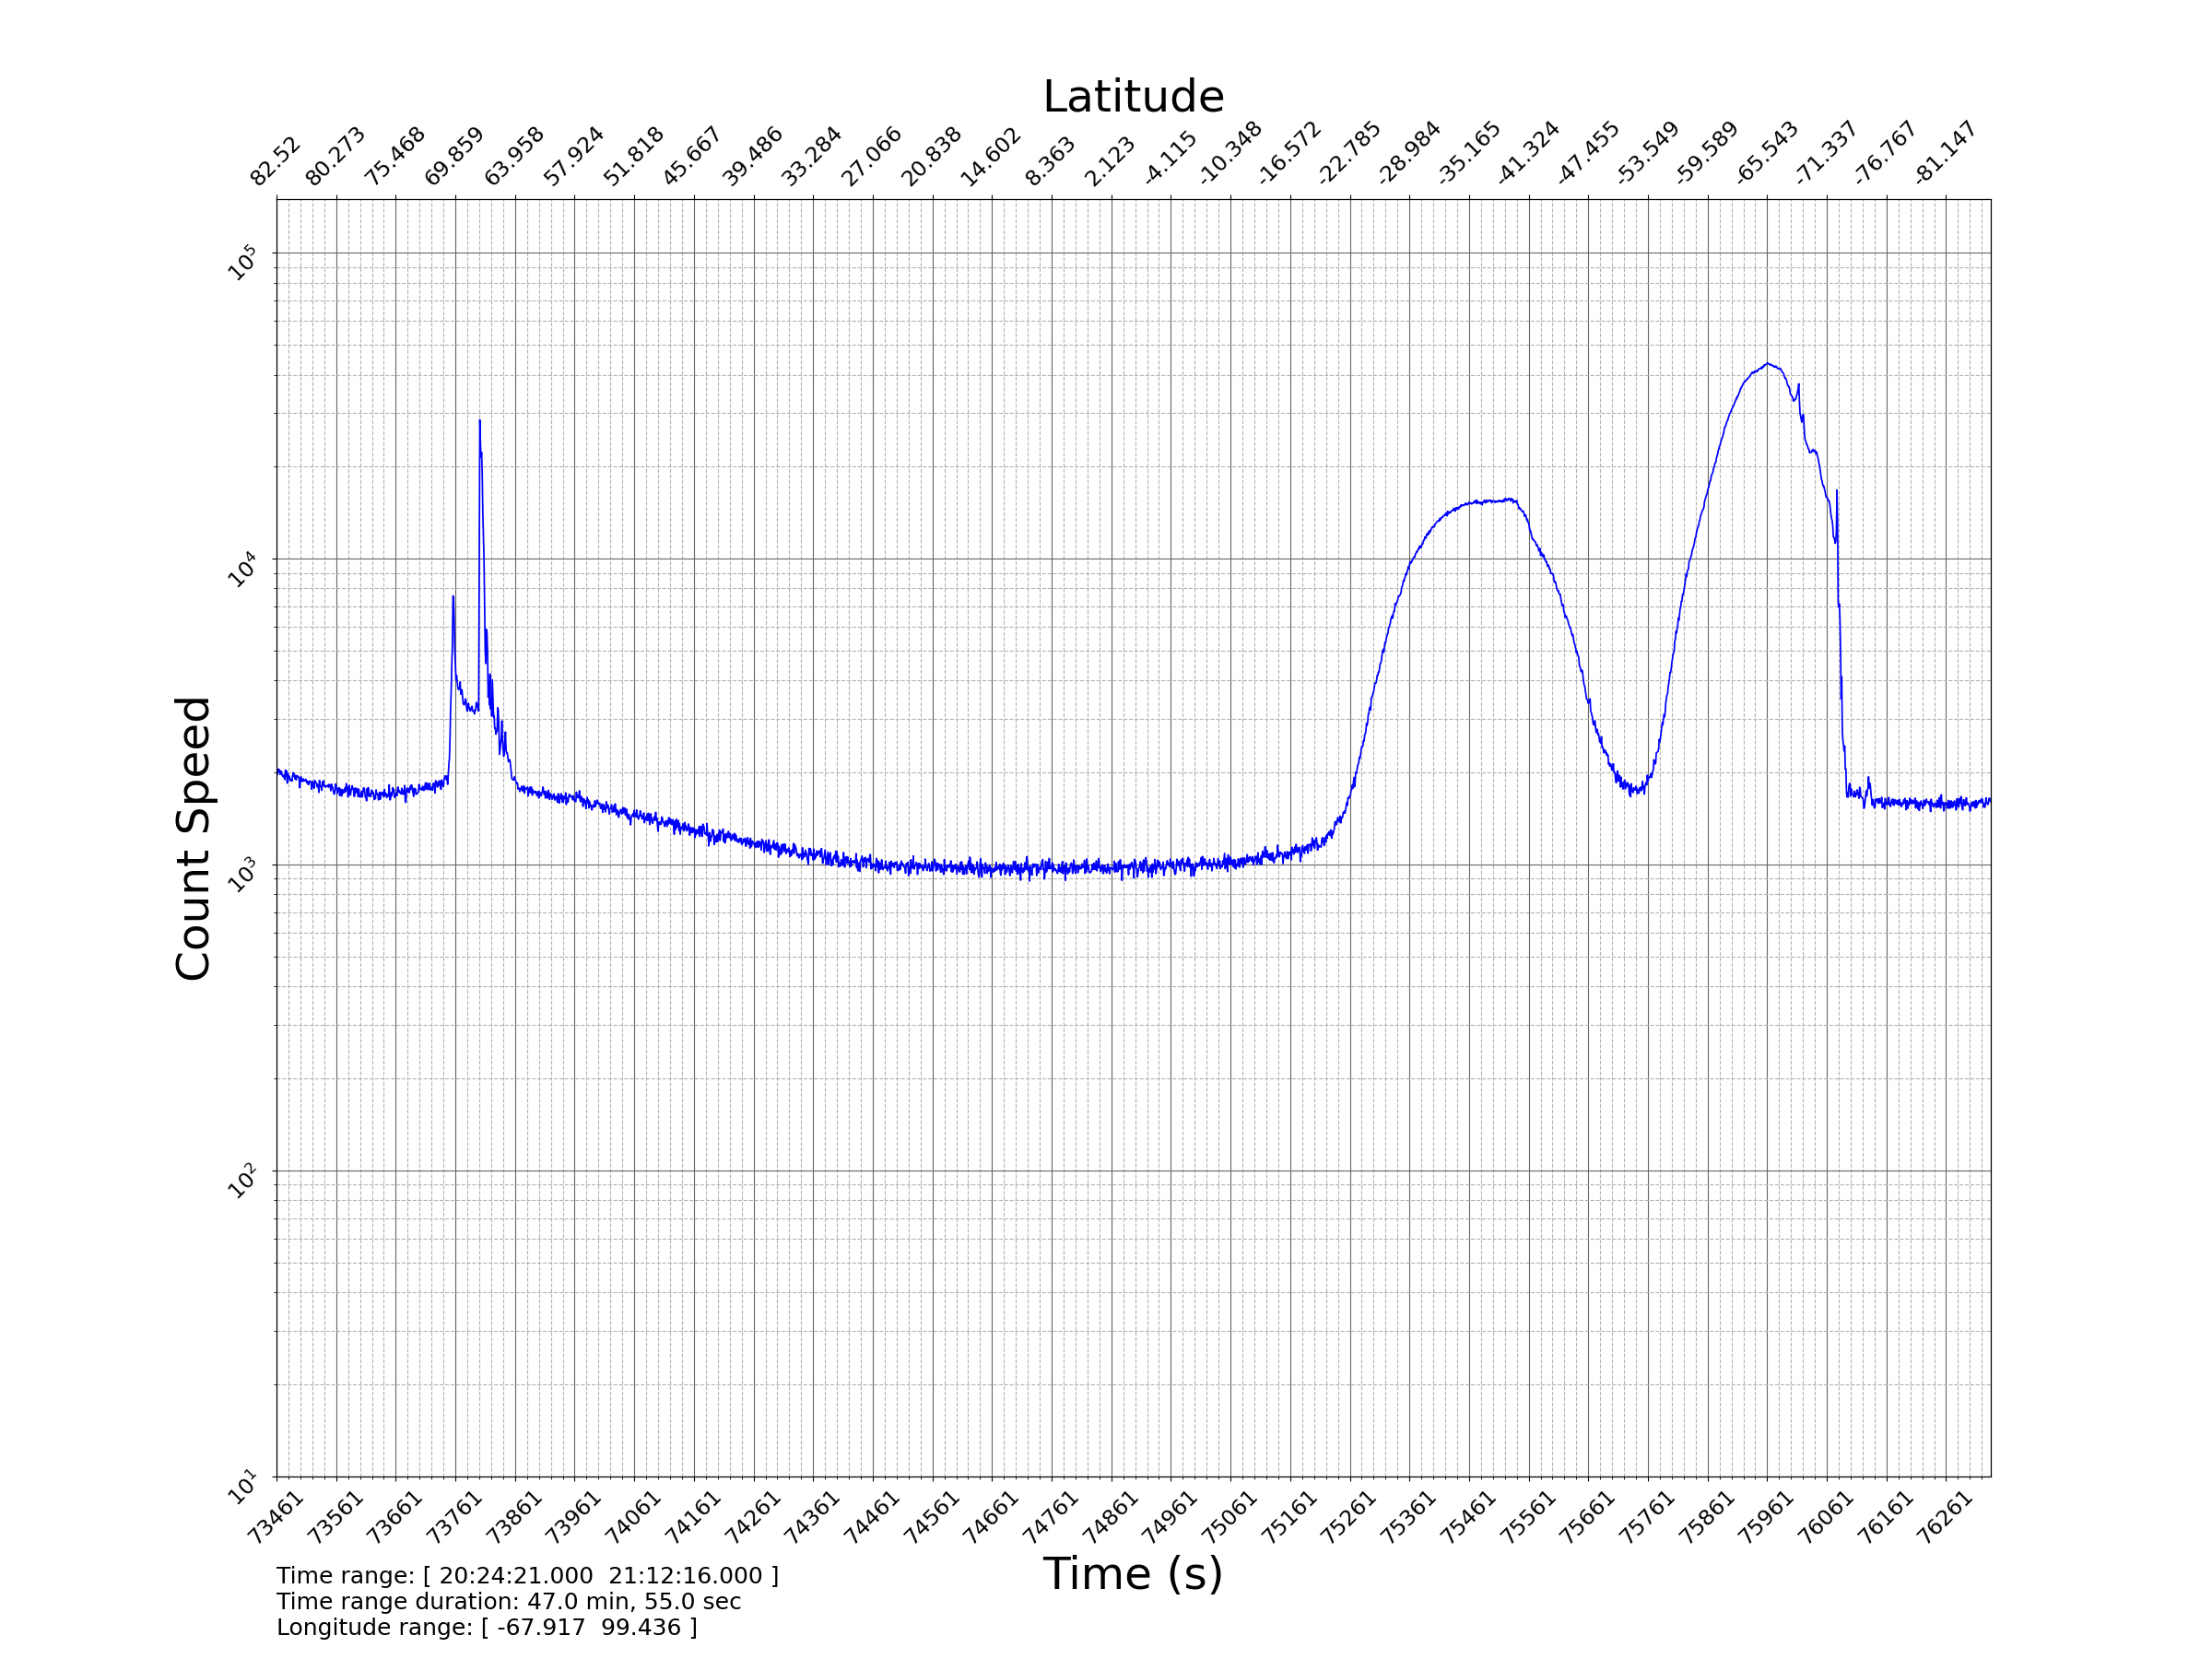 Latitude
82.52 80.273 75.468 69.859 63.958 57.924 51.818 45.667 39.486 33.284 27.066 20.838 14.602 8.363 2.123 -4.115 -10.348 -16.572 -22.785 -28.984 -35.165 -41.324 -47.455 -53.549 -59.589 -65.543 -71.337 -76.767 -81.147
10⁵
10⁴
Count Speed
10³
10²
10¹
73461 73561 73661 73761 73861 73961 74061 74161 74261 74361 74461 74561 74661 74761 74861 74961 75061 75161 75261 75361 75461 75561 75661 75761 75861 75961 76061 76161 76261
Time (s)
Time range: [ 20:24:21.000  21:12:16.000 ]
Time range duration: 47.0 min, 55.0 sec
Longitude range: [ -67.917  99.436 ]